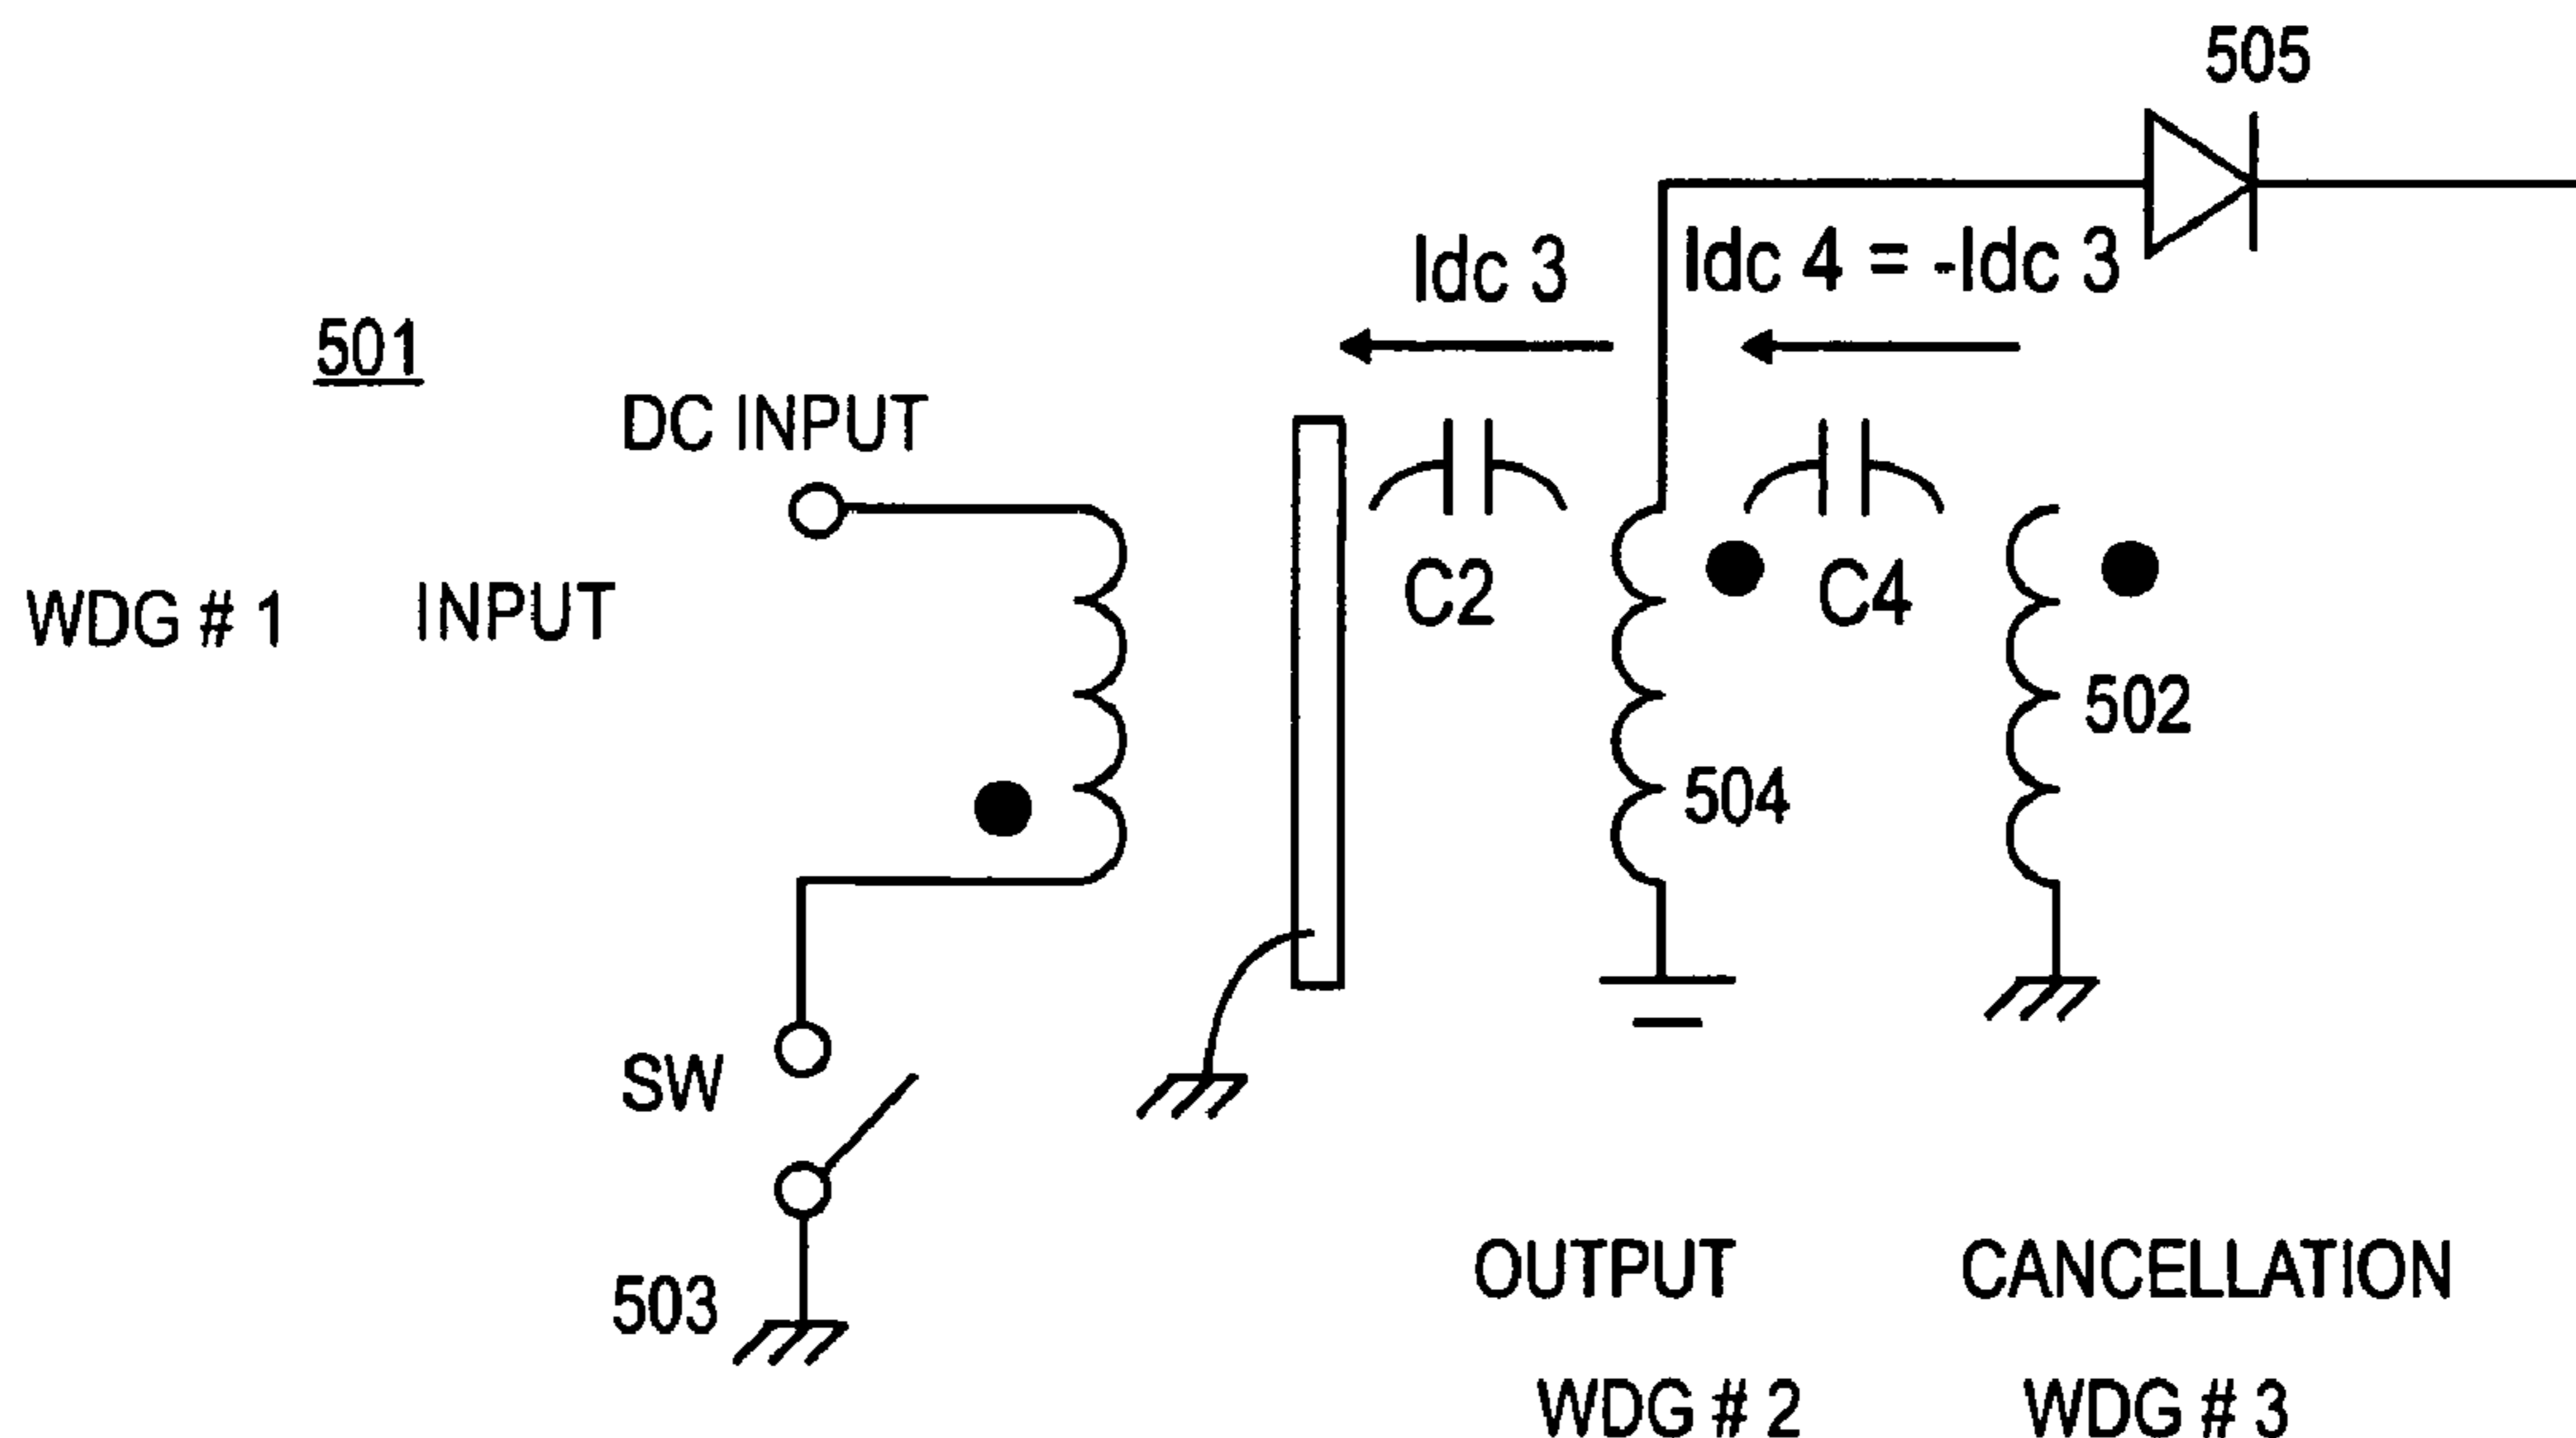 505
Idc 3
Idc 4 = -Idc 3
501
DC INPUT
WDG # 1
INPUT
C2
C4
502
504
SW
503
OUTPUT
CANCELLATION
WDG # 2
WDG # 3